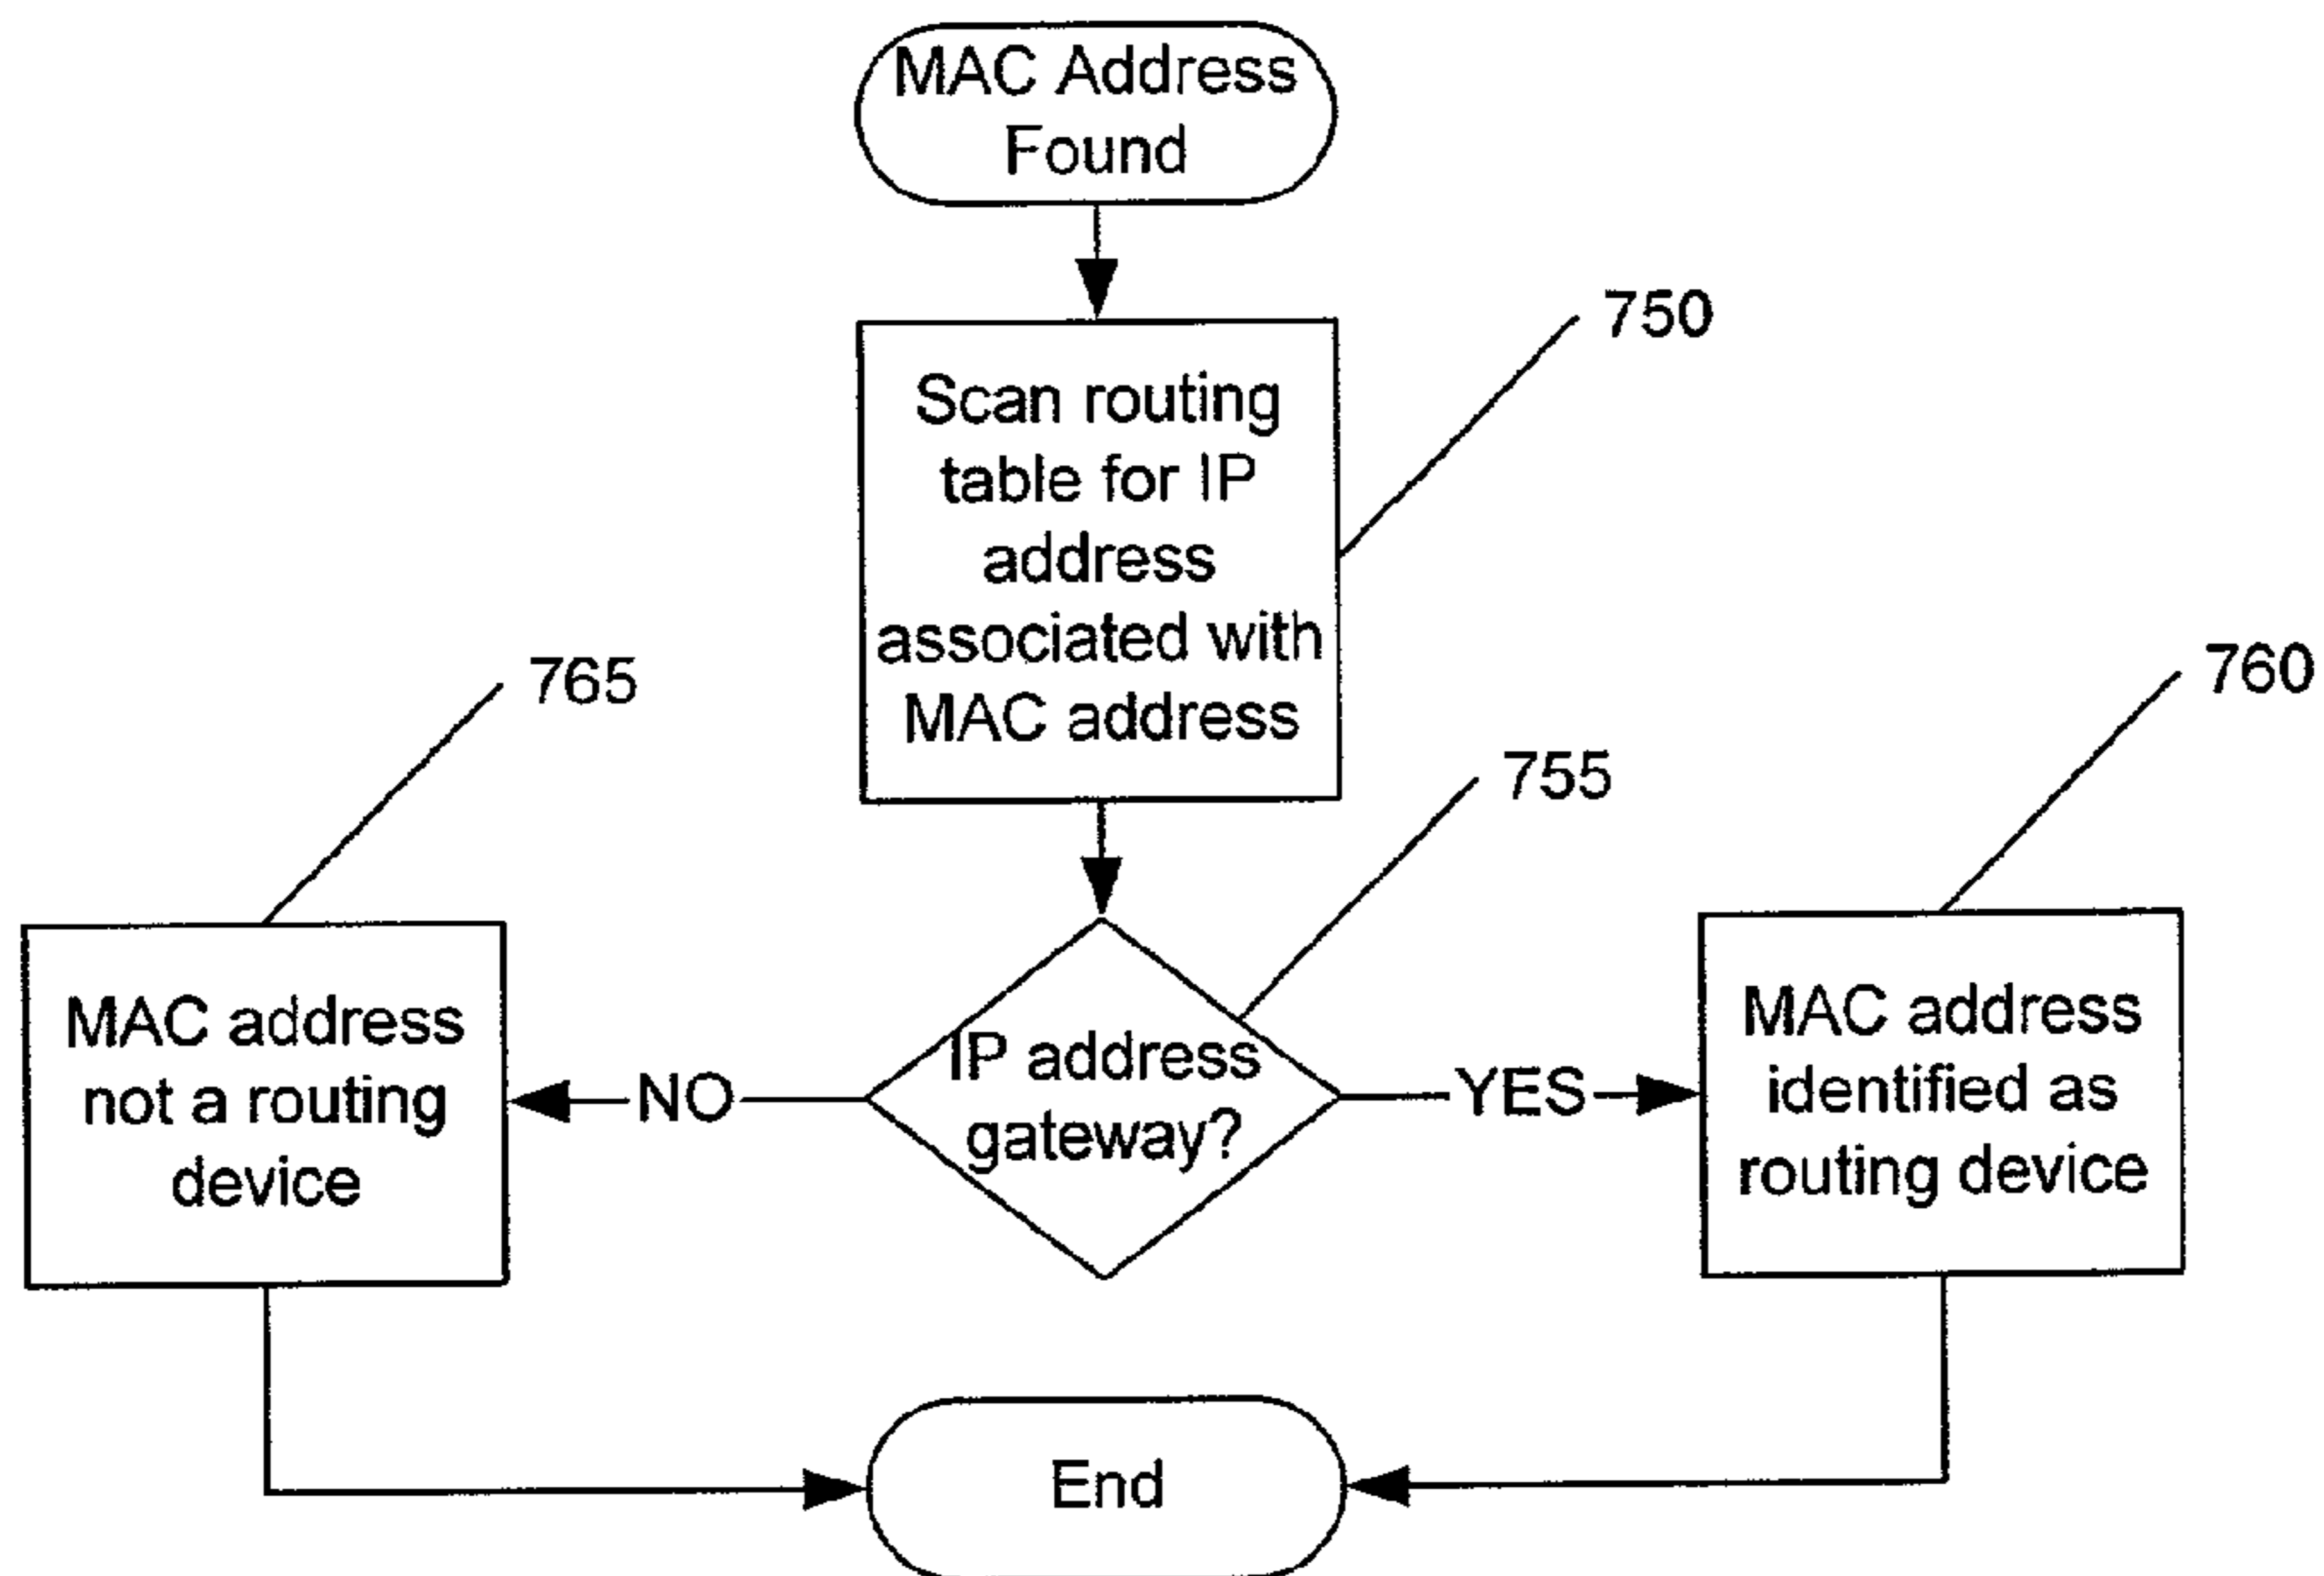 MAC Address
Found
750
Scan routing
table for IP
address
associated with
MAC address
765
760
755
MAC address
not a routing
device
NO
IP address
gateway?
YES
MAC address
identified as
routing device
End